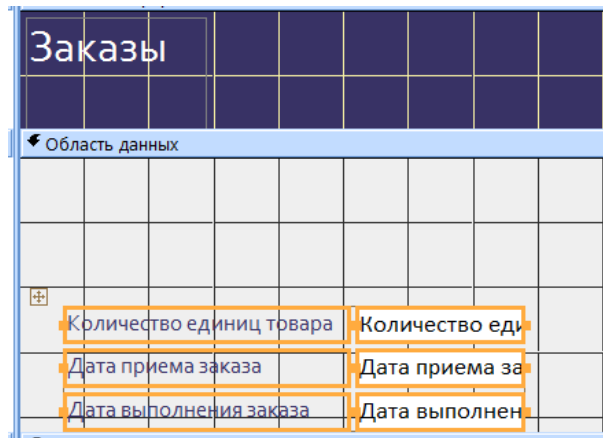 Заказы
Область данных
Количество единиц товара Количество еди
Дата приема заказа Дата приема за
Дата выполнения заказа Дата выполнен